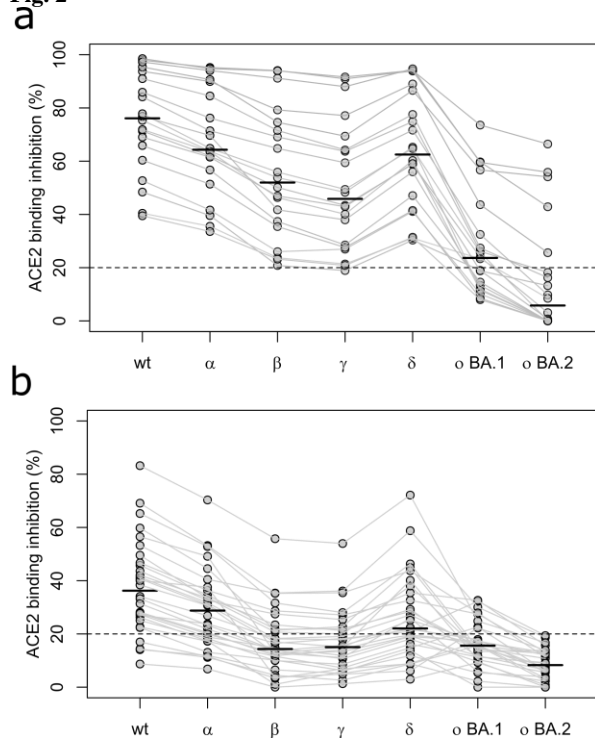 Fig. 2
a
ACE2 binding inhibition (%)
100
80
60
40
20
0
wt α β γ δ o BA.1 o BA.2
b
ACE2 binding inhibition (%)
100
80
60
40
20
0
wt α β γ δ o BA.1 o BA.2